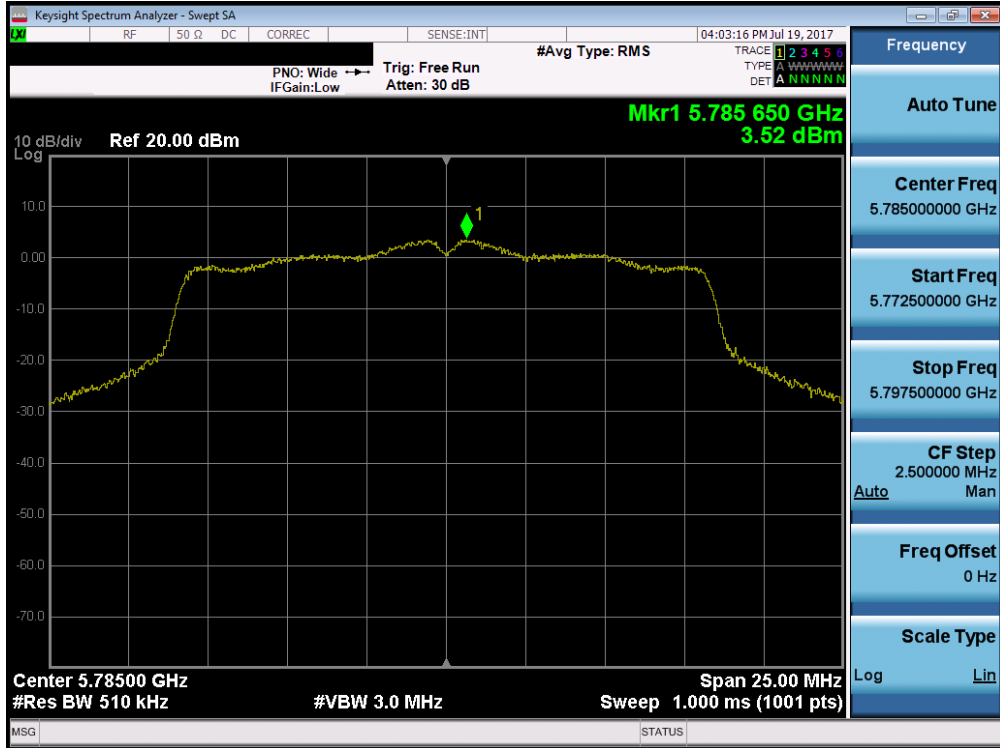 Keysight Spectrum Analyzer - Swept SA
LXI RF 50 Ω DC CORREC SENSE:INT 04:03:16 PM Jul 19, 2017
#Avg Type: RMS TRACE 1 2 3 4 5 6
PNO: Wide Trig: Free Run TYPE A WWWWW
IFGain:Low Atten: 30 dB DET A N N N N N
Mkr1 5.785 650 GHz
3.52 dBm
10 dB/div Ref 20.00 dBm
Log
1
10.0
0.00
-10.0
-20.0
-30.0
-40.0
-50.0
-60.0
-70.0
Center 5.78500 GHz Span 25.00 MHz
#Res BW 510 kHz #VBW 3.0 MHz Sweep 1.000 ms (1001 pts)
MSG STATUS
Frequency
Auto Tune
Center Freq
5.785000000 GHz
Start Freq
5.772500000 GHz
Stop Freq
5.797500000 GHz
CF Step
2.500000 MHz
Auto Man
Freq Offset
0 Hz
Scale Type
Log Lin